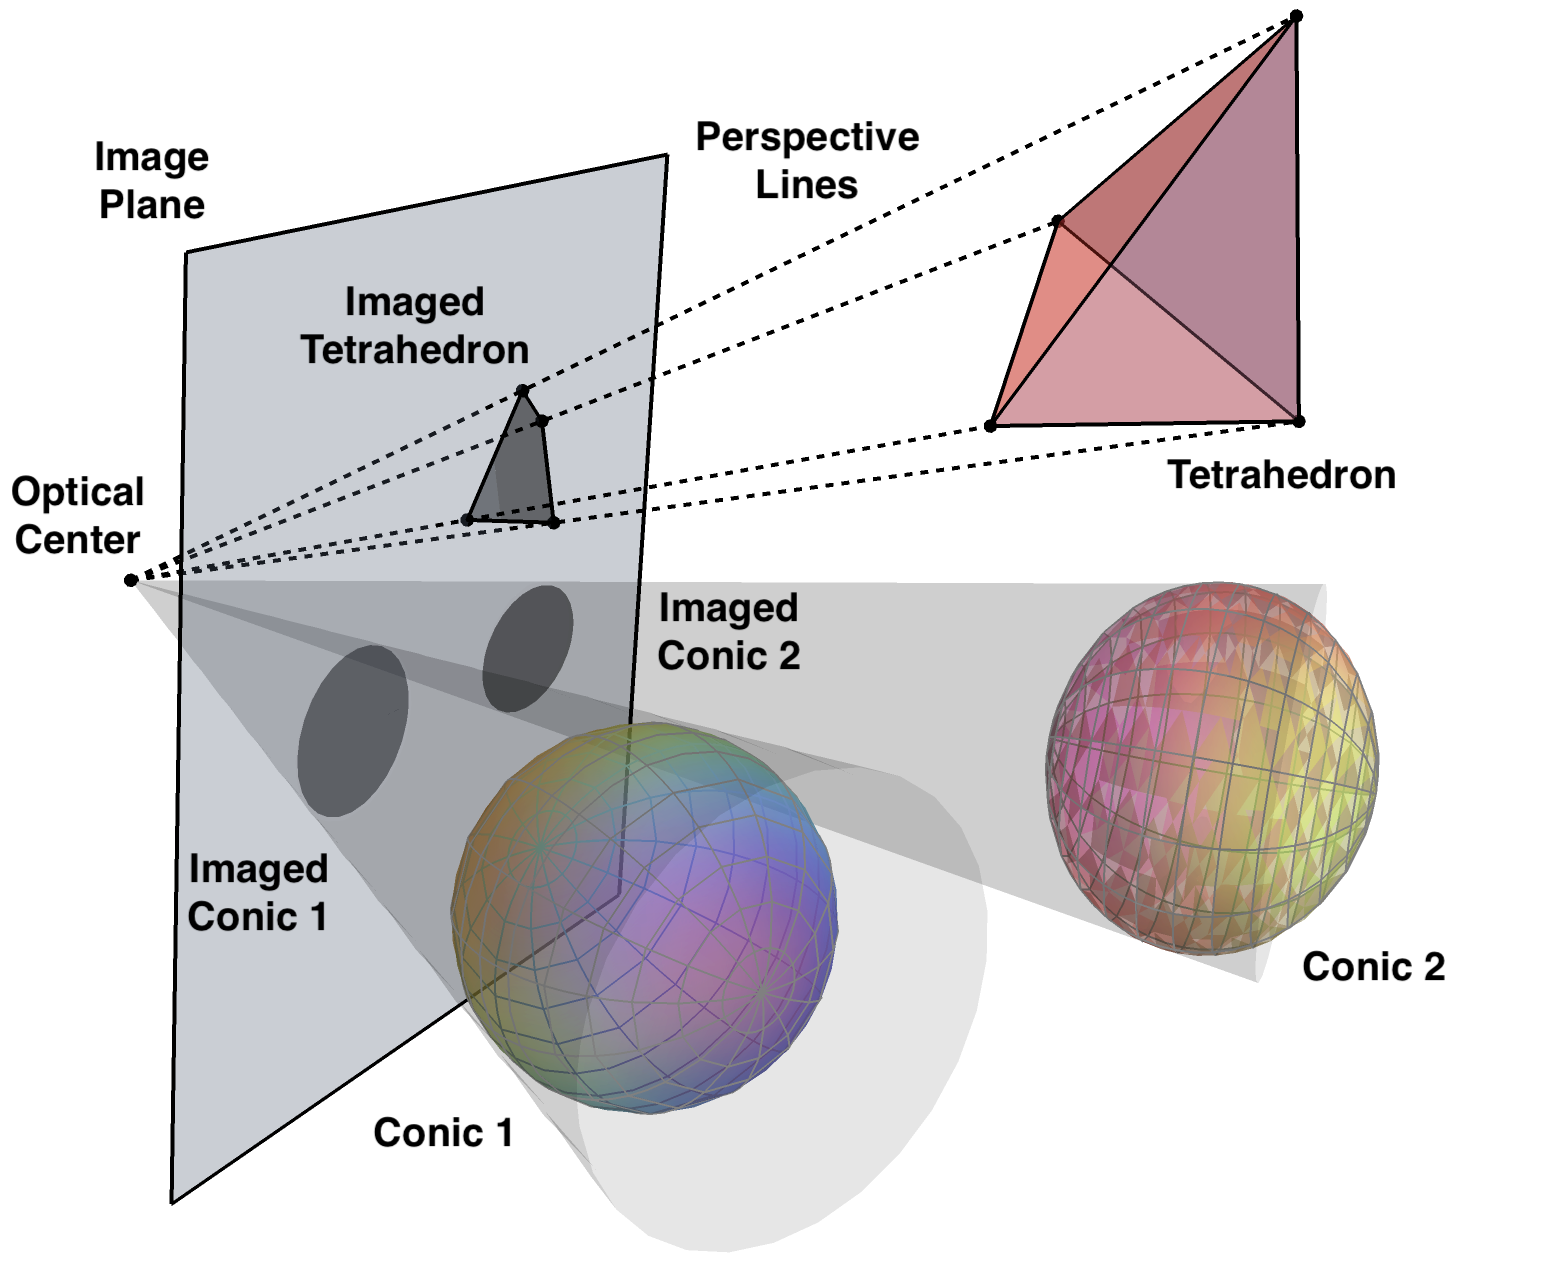 Perspective
Lines
Image
Plane
Imaged
Tetrahedron
Optical
Center
Tetrahedron
Imaged
Conic 2
Imaged
Conic 1
Conic 2
Conic 1